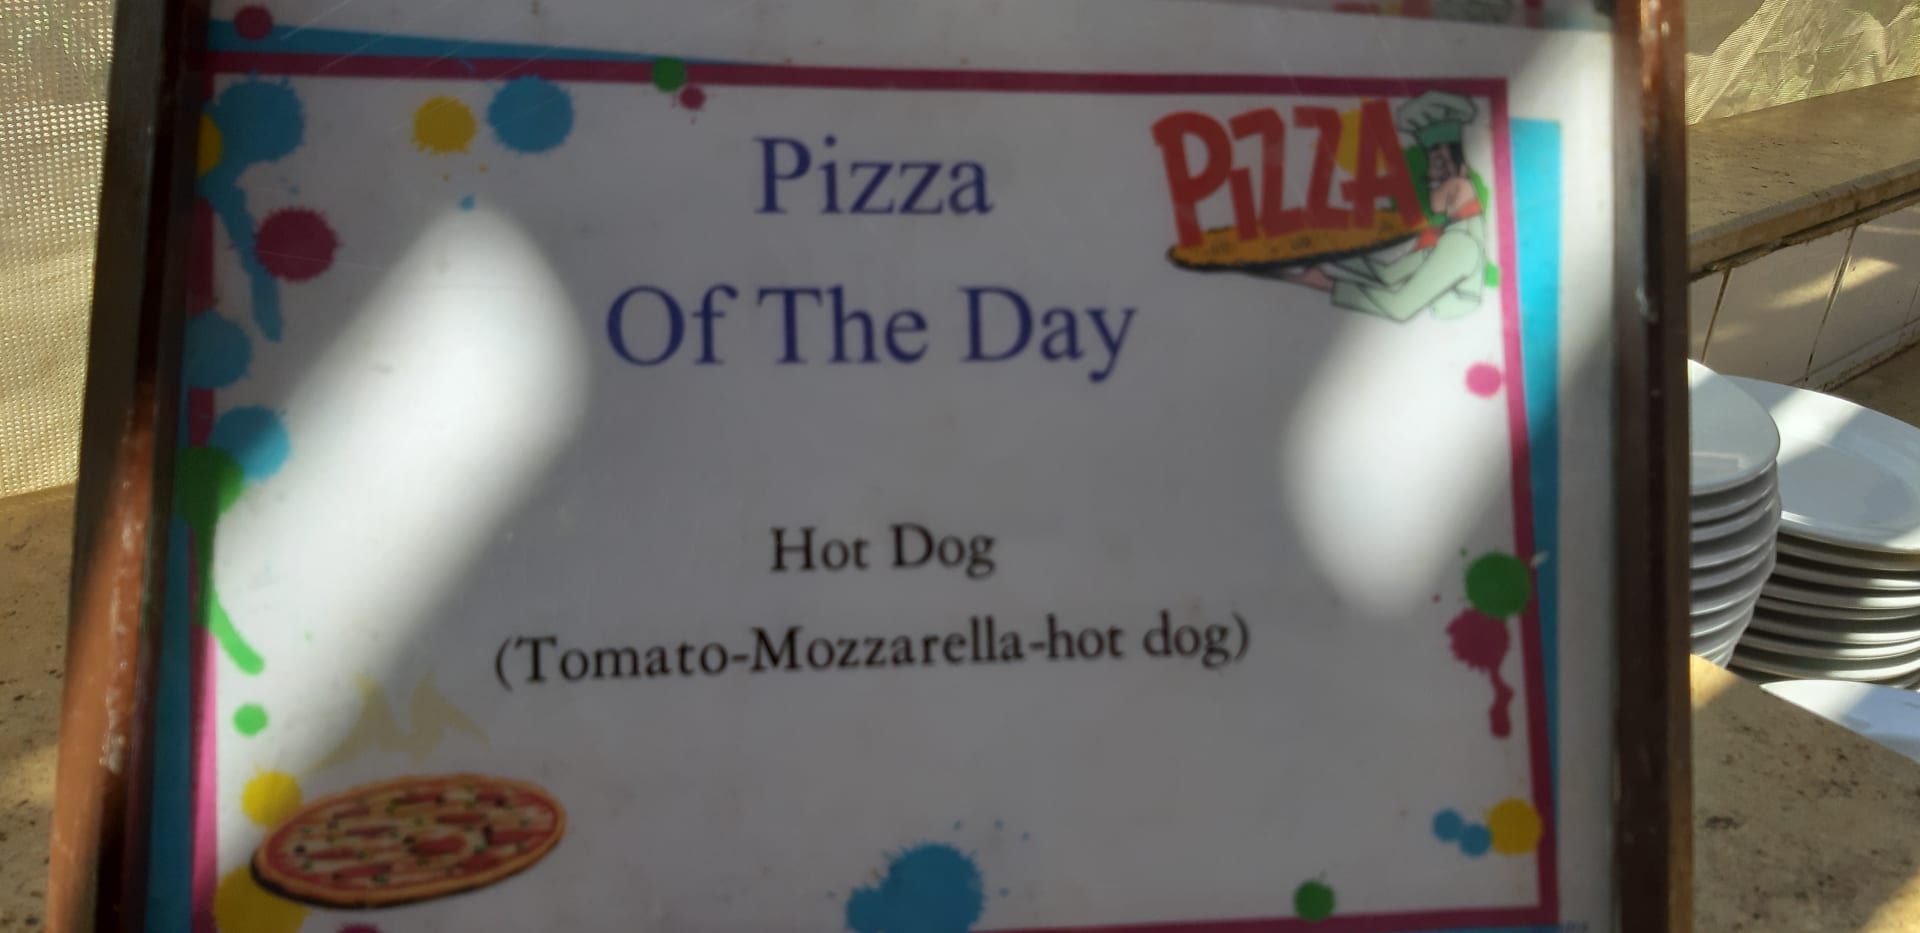 PIZZA
Pizza
Of The Day
Hot Dog
(Tomato-Mozzarella-hot dog)